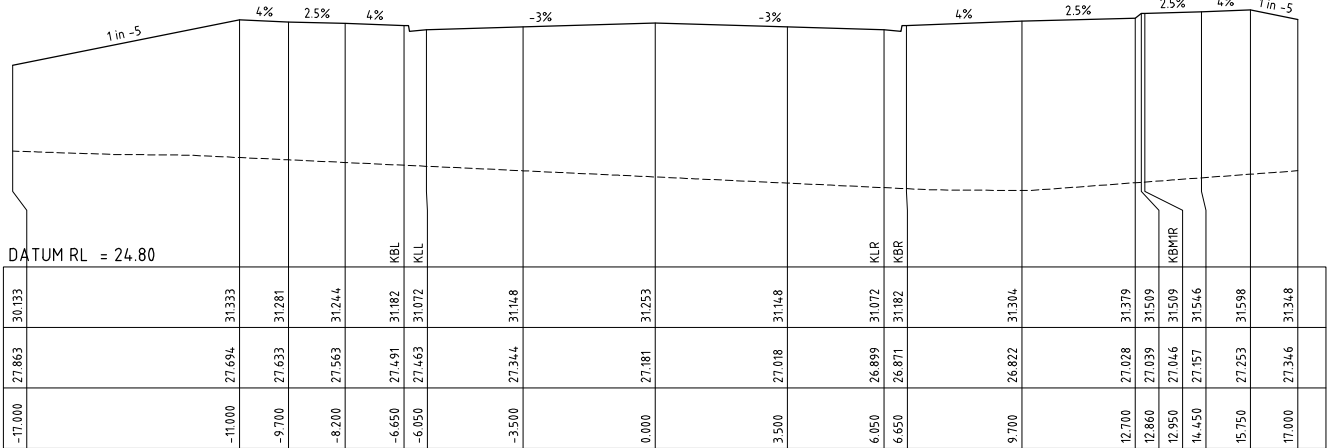 4% 2.5% 4% -3% -3% 4% 2.5% 2.5% 4% 1 in -5
1 in -5
DATUM RL = 24.80 KBL KLL KLR KBR KBM1R
30.133 31.333 31.281 31.244 31.182 31.072 31.148 31.253 31.148 31.072 31.182 31.304 31.379 31.509 31.509 31.546 31.598 31.348
27.863 27.694 27.633 27.563 27.491 27.463 27.344 27.181 27.018 26.899 26.871 26.822 27.028 27.039 27.046 27.157 27.253 27.346
-17.000 -11.000 -9.700 -8.200 -6.650 -6.050 -3.500 0.000 3.500 6.050 6.650 9.700 12.700 12.860 12.950 14.450 15.750 17.000